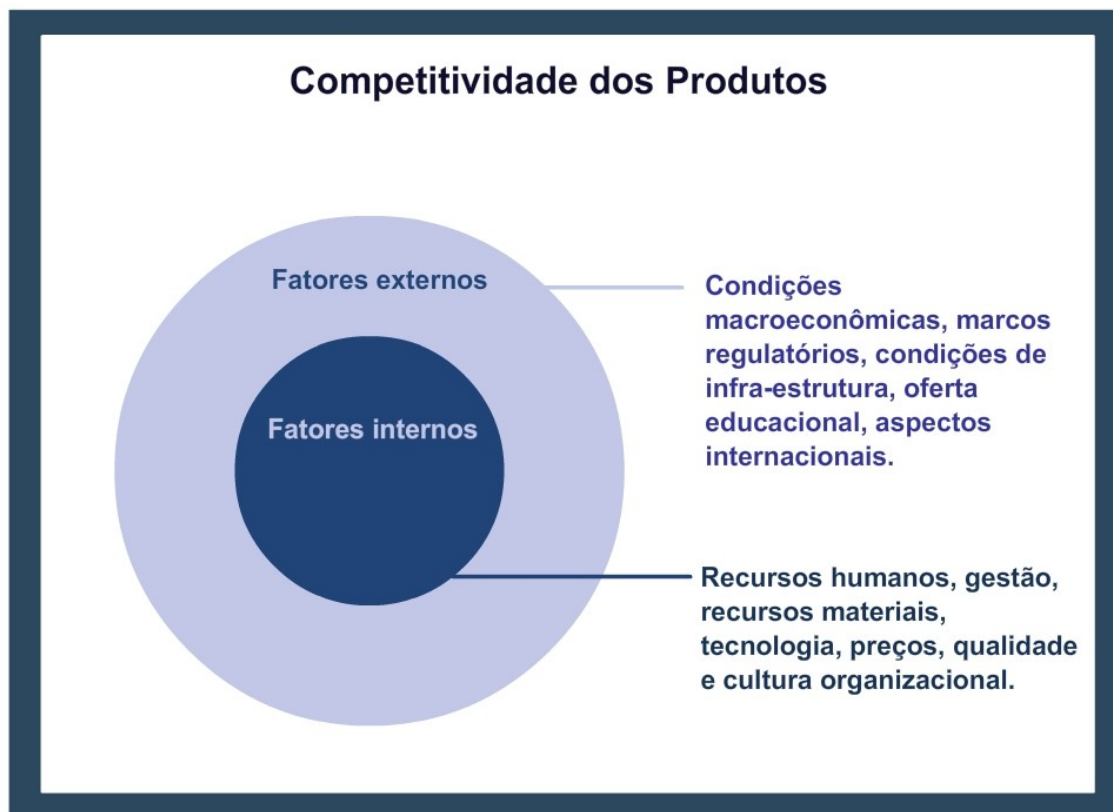 Competitividade dos Produtos
Fatores externos
Condições
macroeconômicas, marcos
regulatórios, condições de
infra-estrutura, oferta
educacional, aspectos
internacionais.
Fatores internos
Recursos humanos, gestão,
recursos materiais,
tecnologia, preços, qualidade
e cultura organizacional.